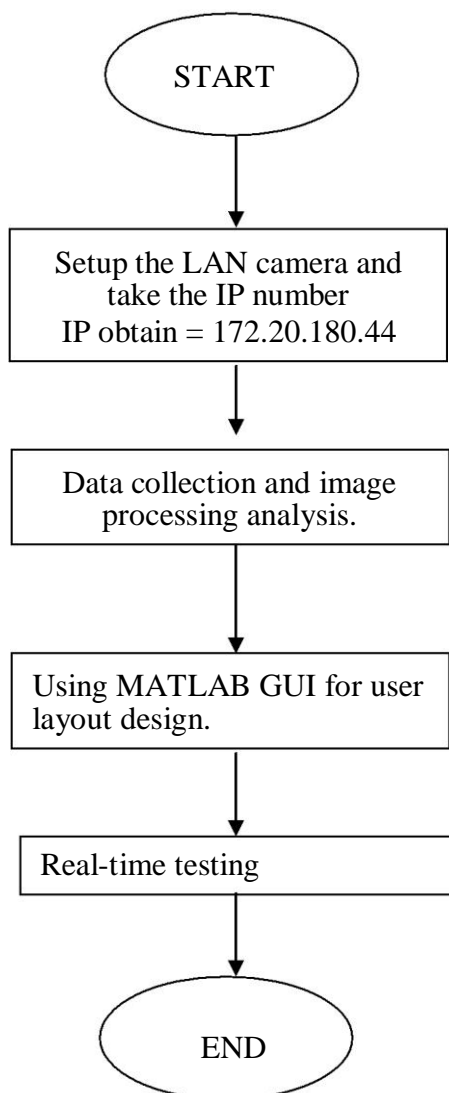 START
Setup the LAN camera and
take the IP number
IP obtain = 172.20.180.44
Data collection and image
processing analysis.
Using MATLAB GUI for user
layout design.
Real-time testing
END